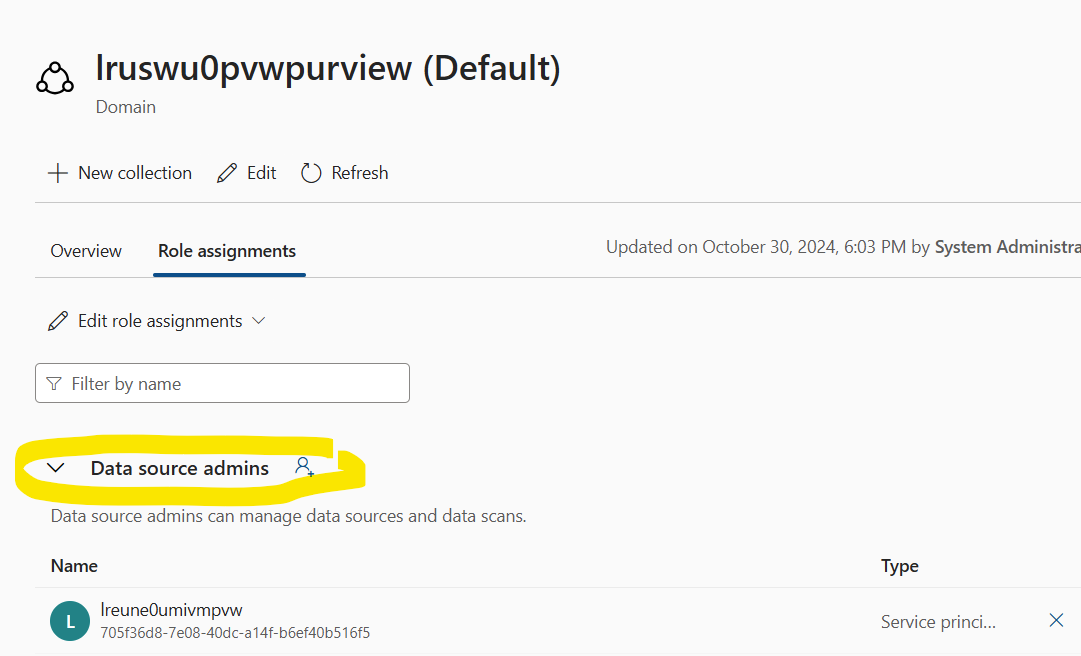 lruswu0pvwpurview (Default)
Domain
New collection Edit Refresh
Overview Role assignments Updated on October 30, 2024, 6:03 PM by System Administra
Edit role assignments
Filter by name
Data source admins
Data source admins can manage data sources and data scans.
Name Type
L lreune0umivmpvw
705f36d8-7e08-40dc-a14f-b6ef40b516f5 Service princi...